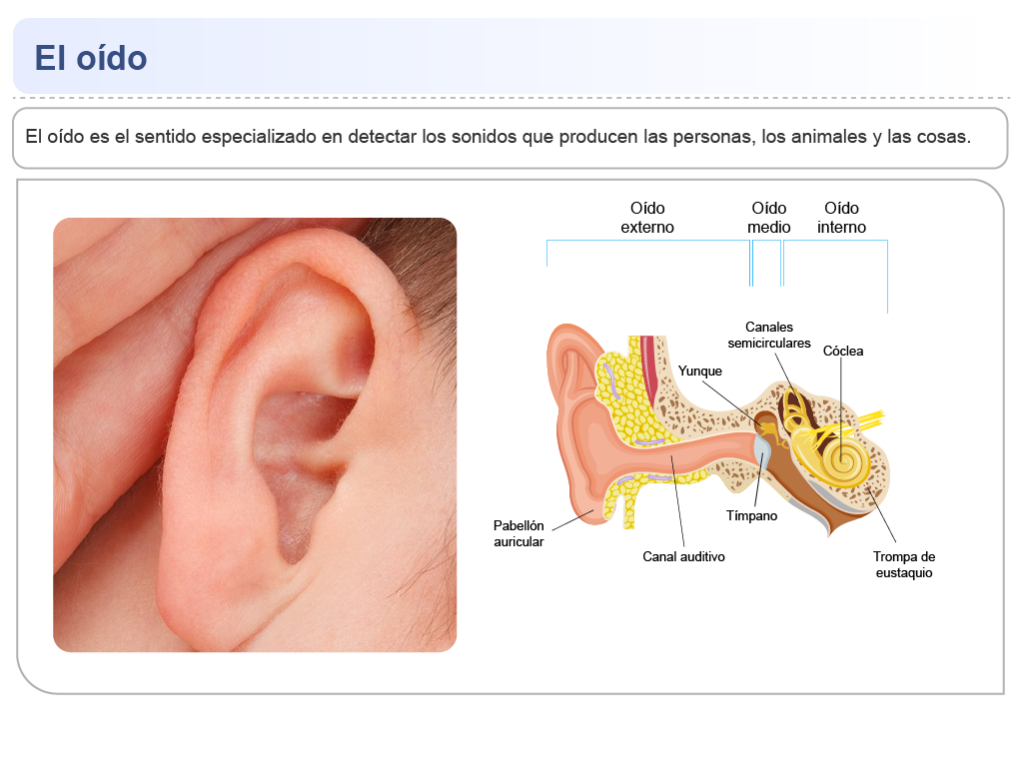 El oído
El oído es el sentido especializado en detectar los sonidos que producen las personas, los animales y las cosas.
Oído
externo
Oído
medio
Oído
interno
Canales
semicirculares
Cóclea
Yunque
Tímpano
Pabellón
auricular
Canal auditivo
Trompa de
eustaquio